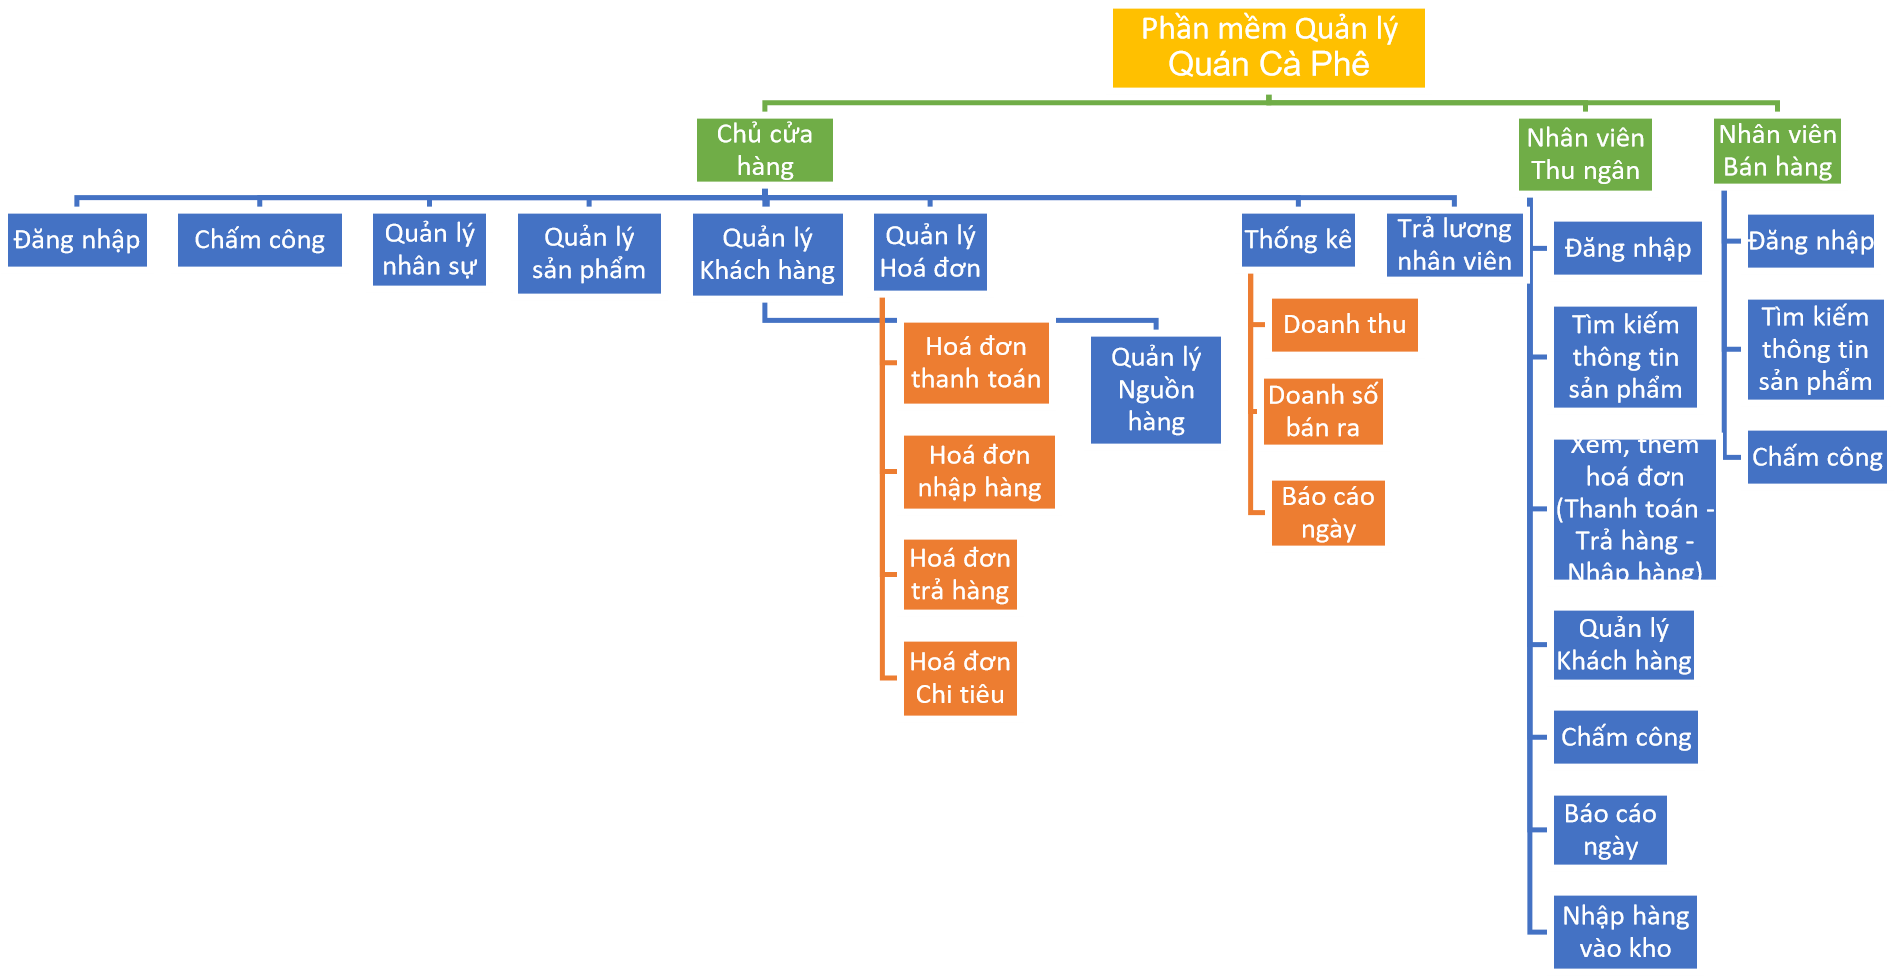 Phần mềm Quản lý
Quán Cà Phê
Chủ cửa
hàng
Đăng nhập
Chấm công
Quản lý
nhân sự
Quản lý
sản phẩm
Quản lý
Khách hàng
Quản lý
Nguồn
hàng
Quản lý
Hoá đơn
Hoá đơn
thanh toán
Hoá đơn
nhập hàng
Hoá đơn
trả hàng
Hoá đơn
Chi tiêu
Thống kê
Doanh thu
Doanh số
bán ra
Báo cáo
ngày
Trả lương
nhân viên
Nhân viên
Thu ngân
Đăng nhập
Tìm kiếm
thông tin
sản phẩm
Xem, thêm
hoá đơn
(Thanh toán -
Trả hàng -
Nhập hàng)
Quản lý
Khách hàng
Chấm công
Báo cáo
ngày
Nhập hàng
vào kho
Nhân viên
Bán hàng
Đăng nhập
Tìm kiếm
thông tin
sản phẩm
Chấm công